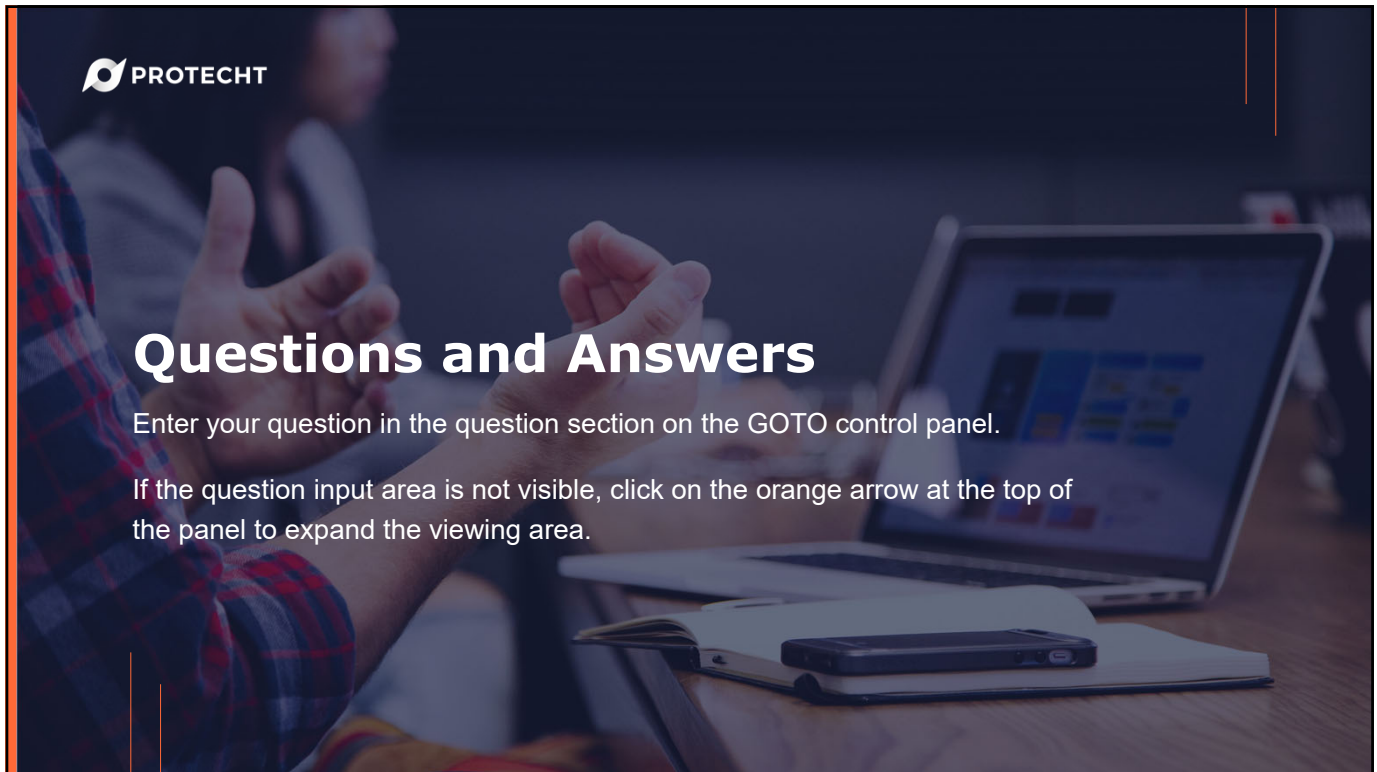 PROTECHT
Questions and Answers
Enter your question in the question section on the GOTO control panel.
If the question input area is not visible, click on the orange arrow at the top of
the panel to expand the viewing area.